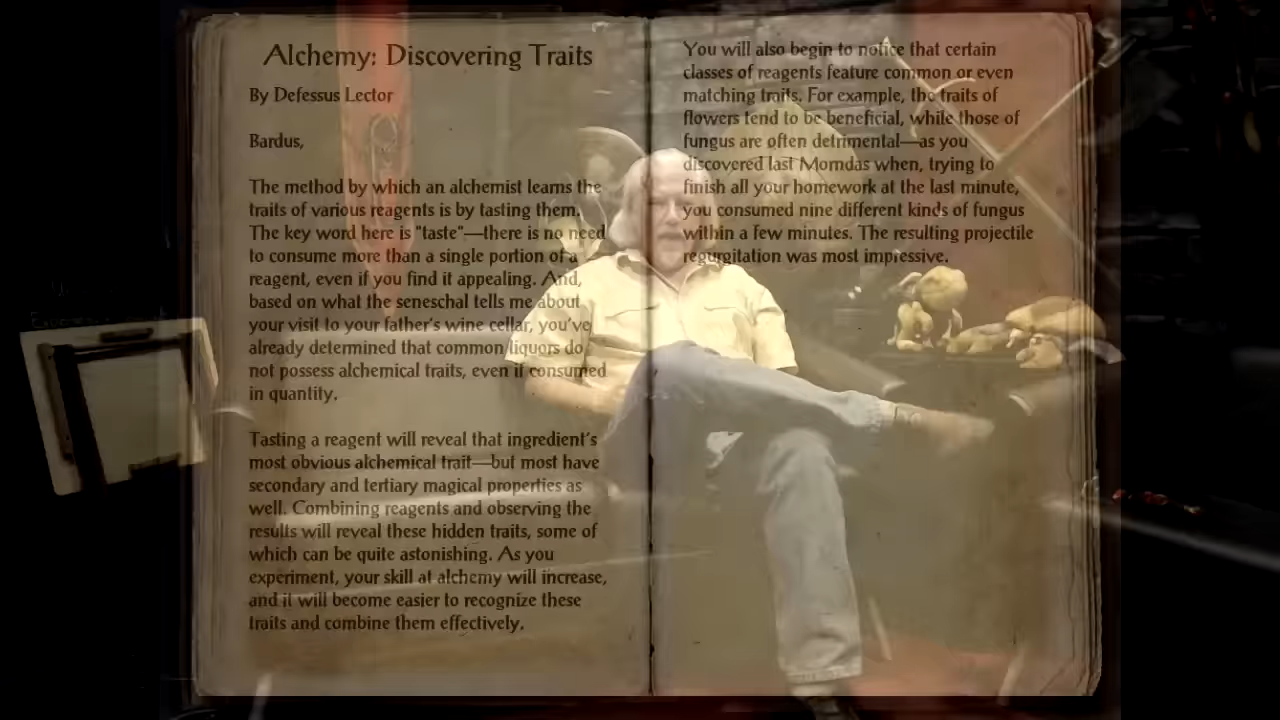 Alchemy: Discovering Traits
By Defessus Lector
Bardus,
The method by which an alchemist learns the
traits of various reagents is by tasting them.
The key word here is "taste"—there is no need
to consume more than a single portion of a
reagent, even if you find it appealing. And,
based on what the seneschal tells me about
your visit to your father's wine cellar, you've
already determined that common liquors do
not possess alchemical traits, even if consumed
in quantity.
Tasting a reagent will reveal that ingredient's
most obvious alchemical trait—but most have
secondary and tertiary magical properties as
well. Combining reagents and observing the
results will reveal these hidden traits, some of
which can be quite astonishing. As you
experiment, your skill at alchemy will increase,
and it will become easier to recognize these
traits and combine them effectively.
You will also begin to notice that certain
classes of reagents feature common or even
matching traits. For example, the traits of
flowers tend to be beneficial, while those of
fungus are often detrimental—as you
discovered last Morndas when, trying to
finish all your homework at the last minute,
you consumed nine different kinds of fungus
within a few minutes. The resulting projectile
regurgitation was most impressive.